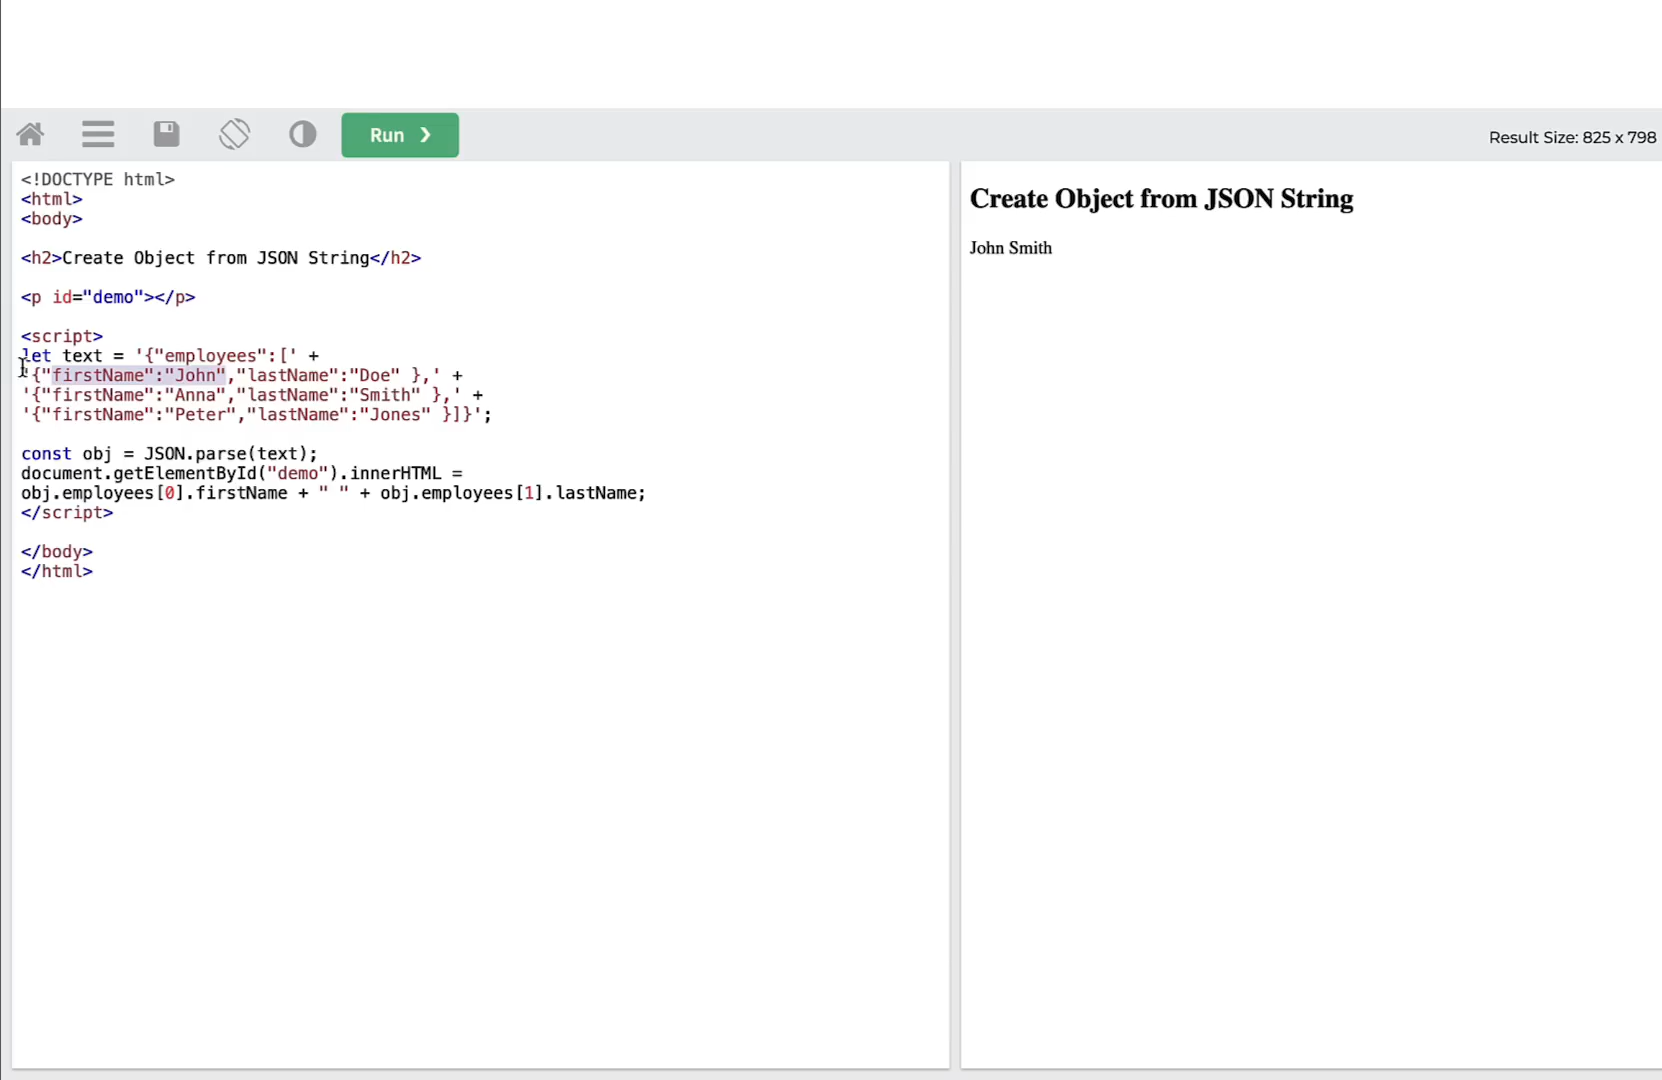 Run ❯
Result Size: 825 x 798
<!DOCTYPE html>
<html>
<body>
<h2>Create Object from JSON String</h2>
<p id="demo"></p>
<script>
let text = '{"employees":[' +
'{"firstName":"John","lastName":"Doe" },' +
'{"firstName":"Anna","lastName":"Smith" },' +
'{"firstName":"Peter","lastName":"Jones" }]}';
const obj = JSON.parse(text);
document.getElementById("demo").innerHTML =
obj.employees[0].firstName + " " + obj.employees[1].lastName;
</script>
</body>
</html>
Create Object from JSON String
John Smith